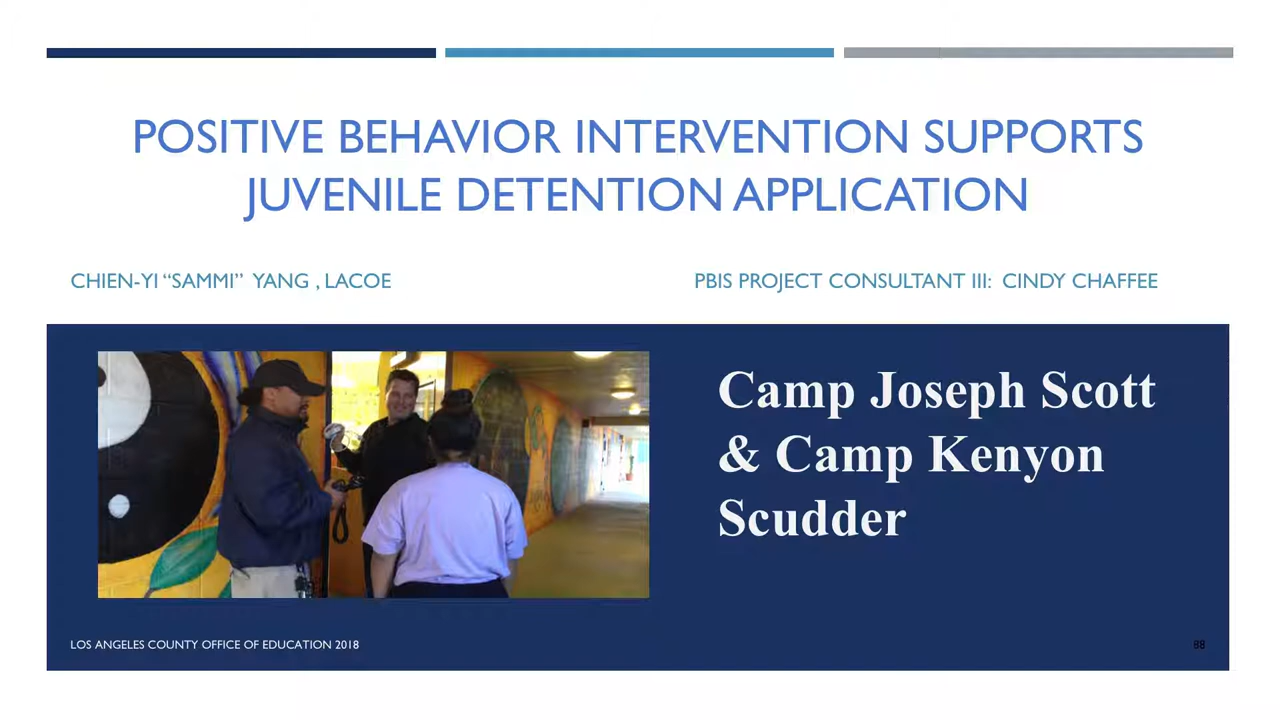 POSITIVE BEHAVIOR INTERVENTION SUPPORTS
JUVENILE DETENTION APPLICATION
CHIEN-YI “SAMMI” YANG , LACOE
PBIS PROJECT CONSULTANT III: CINDY CHAFFEE
Camp Joseph Scott
& Camp Kenyon
Scudder
LOS ANGELES COUNTY OFFICE OF EDUCATION 2018
88